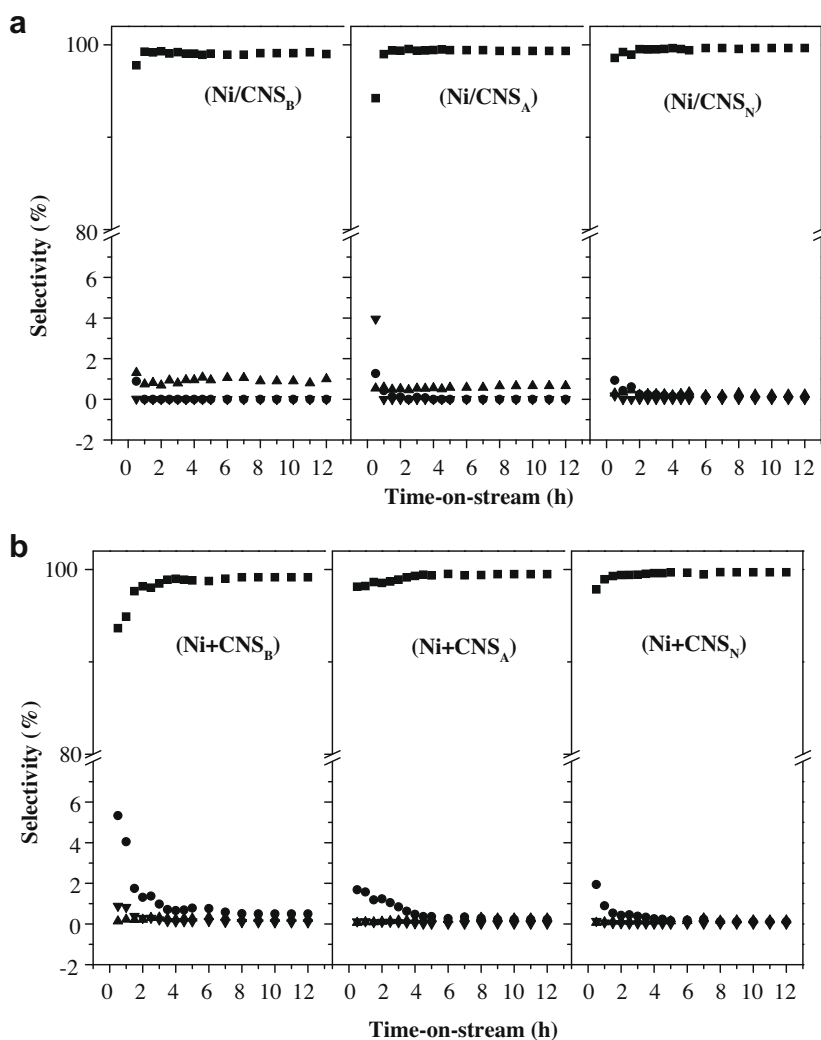 a
100
80
6
4
2
0
-2
Selectivity (%)
(Ni/CNS_B)
(Ni/CNS_A)
(Ni/CNS_N)
0 2 4 6 8 10 12
0 2 4 6 8 10 12
0 2 4 6 8 10 12
Time-on-stream (h)
b
100
80
6
4
2
0
-2
Selectivity (%)
(Ni+CNS_B)
(Ni+CNS_A)
(Ni+CNS_N)
0 2 4 6 8 10 12
0 2 4 6 8 10 12
0 2 4 6 8 10 12
Time-on-stream (h)